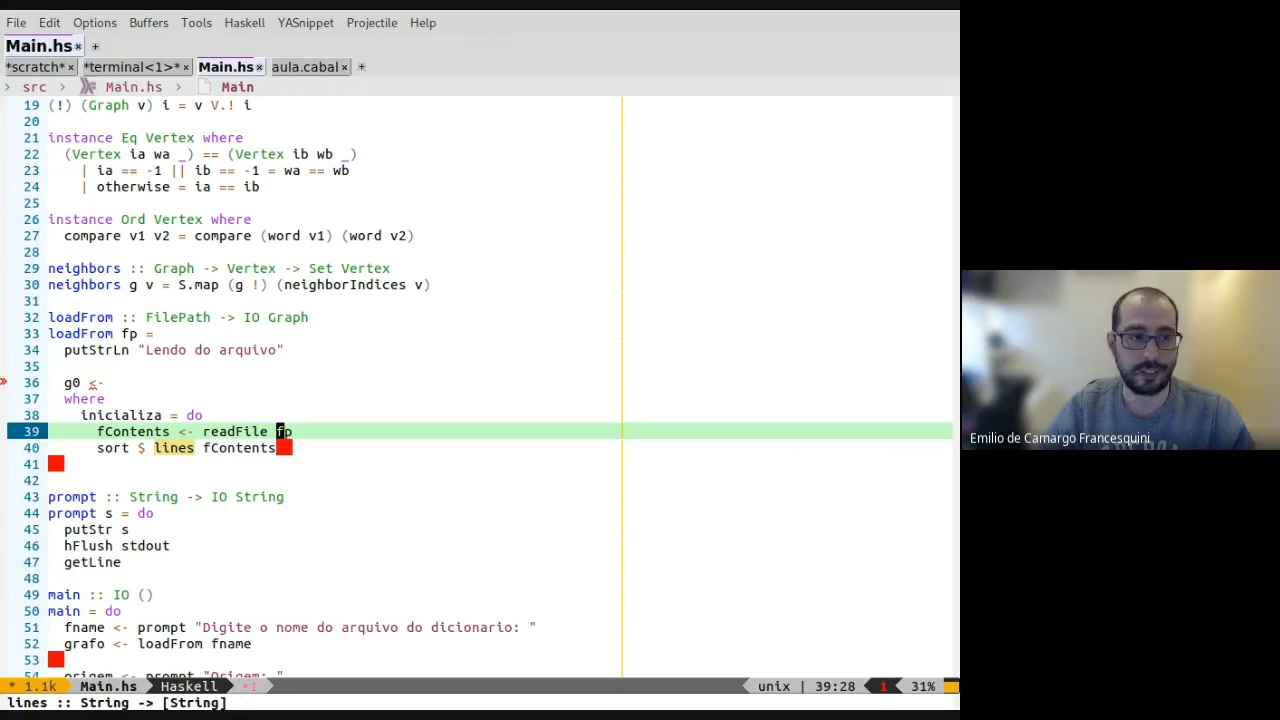 File Edit Options Buffers Tools Haskell YASnippet Projectile Help
Main.hs × +
*scratch* × *terminal<1>* × Main.hs × aula.cabal × +
> src > Main.hs > Main
19 (!) (Graph v) i = v V.! i
20
21 instance Eq Vertex where
22   (Vertex ia wa _) == (Vertex ib wb _)
23     | ia == -1 || ib == -1 = wa == wb
24     | otherwise = ia == ib
25
26 instance Ord Vertex where
27   compare v1 v2 = compare (word v1) (word v2)
28
29 neighbors :: Graph -> Vertex -> Set Vertex
30 neighbors g v = S.map (g !) (neighborIndices v)
31
32 loadFrom :: FilePath -> IO Graph
33 loadFrom fp =
34   putStrLn "Lendo do arquivo"
35
» 36   g0 <-
37   where
38     inicializa = do
39       fContents <- readFile fp
40       sort $ lines fContents
41
42
43 prompt :: String -> IO String
44 prompt s = do
45   putStr s
46   hFlush stdout
47   getLine
48
49 main :: IO ()
50 main = do
51   fname <- prompt "Digite o nome do arquivo do dicionario: "
52   grafo <- loadFrom fname
53
54   origem <- prompt "Origem: "
* 1.1k Main.hs Haskell *1 unix | 39:28 1 31%
lines :: String -> [String]
Emilio de Camargo Francesquini